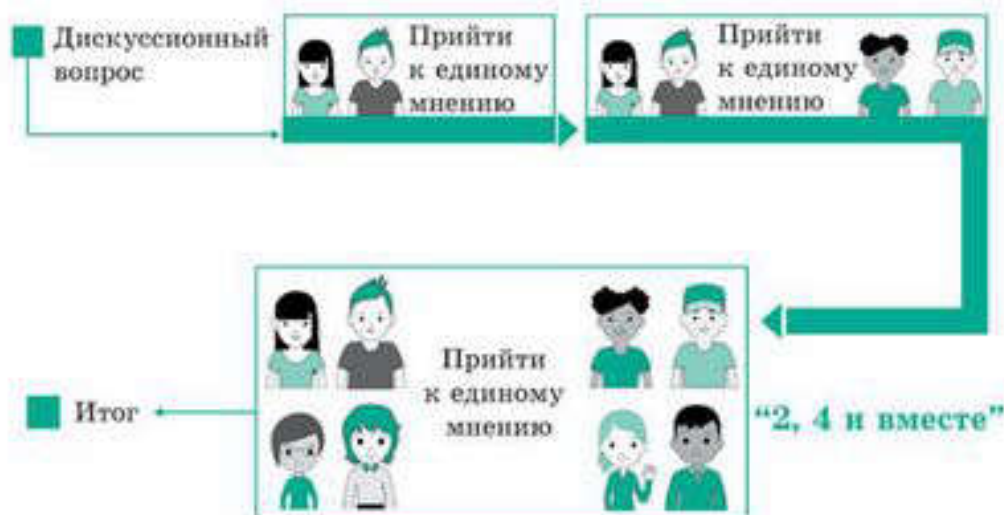 Дискуссионный
вопрос
Прийти
к единому
мнению
Прийти
к единому
мнению
Прийти
к единому
мнению
Итог
“2, 4 и вместе”